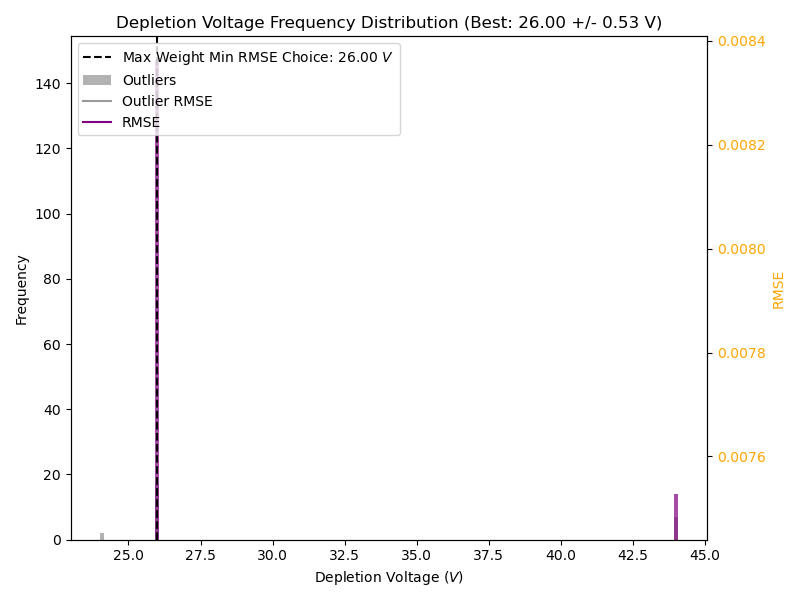 Depletion Voltage Frequency Distribution (Best: 26.00 +/- 0.53 V)
Max Weight Min RMSE Choice: 26.00 V
Outliers
Outlier RMSE
RMSE
Frequency
140
120
100
80
60
40
20
0
0.0084
0.0082
0.0080
0.0078
0.0076
RMSE
25.0 27.5 30.0 32.5 35.0 37.5 40.0 42.5 45.0
Depletion Voltage (V)